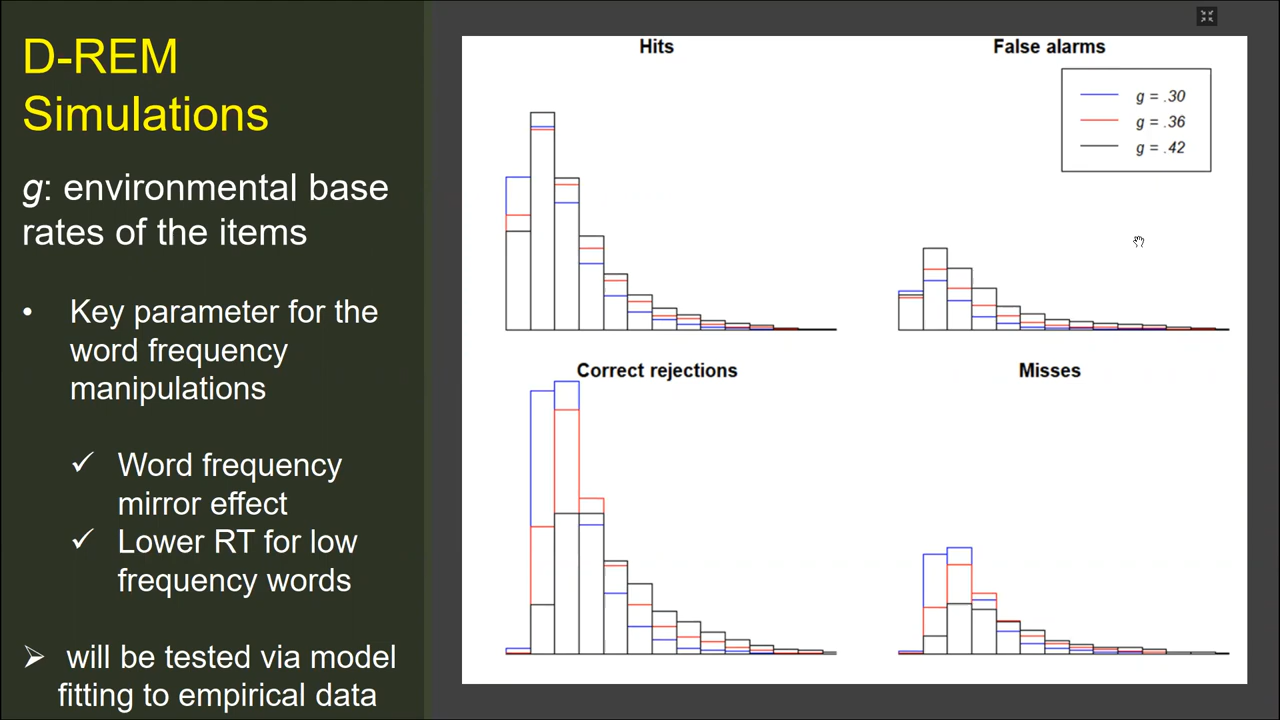 D-REM
Simulations
g: environmental base
rates of the items
• Key parameter for the
word frequency
manipulations
✓ Word frequency
mirror effect
✓ Lower RT for low
frequency words
➢ will be tested via model
fitting to empirical data
Hits
False alarms
g = .30
g = .36
g = .42
Correct rejections
Misses